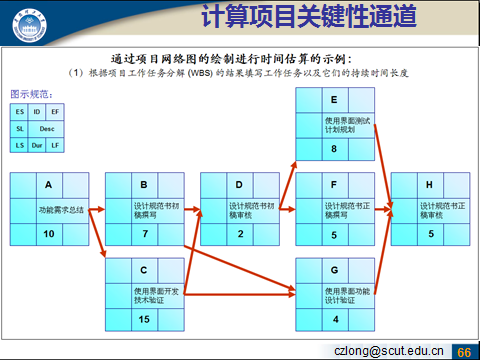 计算项目关键性通道
通过项目网络图的绘制进行时间估算的示例：
（1）根据项目工作任务分解 (WBS) 的结果填写工作任务以及它们的持续时间长度
图示规范：
ES ID EF
SL Desc
LS Dur LF
E
使用界面测试
计划规划
8
A
功能需求总结
10
B
设计规范书初
稿撰写
7
D
设计规范书初
稿审核
2
F
设计规范书正
稿撰写
5
H
设计规范书正
稿审核
5
C
使用界面开发
技术验证
15
G
使用界面功能
设计验证
4
czlong@scut.edu.cn 66